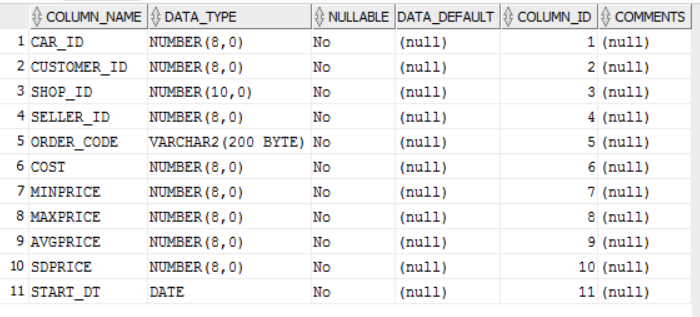 COLUMN_NAME DATA_TYPE NULLABLE DATA_DEFAULT COLUMN_ID COMMENTS
1 CAR_ID NUMBER(8,0) No (null) 1 (null)
2 CUSTOMER_ID NUMBER(8,0) No (null) 2 (null)
3 SHOP_ID NUMBER(10,0) No (null) 3 (null)
4 SELLER_ID NUMBER(8,0) No (null) 4 (null)
5 ORDER_CODE VARCHAR2(200 BYTE) No (null) 5 (null)
6 COST NUMBER(8,0) No (null) 6 (null)
7 MINPRICE NUMBER(8,0) No (null) 7 (null)
8 MAXPRICE NUMBER(8,0) No (null) 8 (null)
9 AVGPRICE NUMBER(8,0) No (null) 9 (null)
10 SDPRICE NUMBER(8,0) No (null) 10 (null)
11 START_DT DATE No (null) 11 (null)